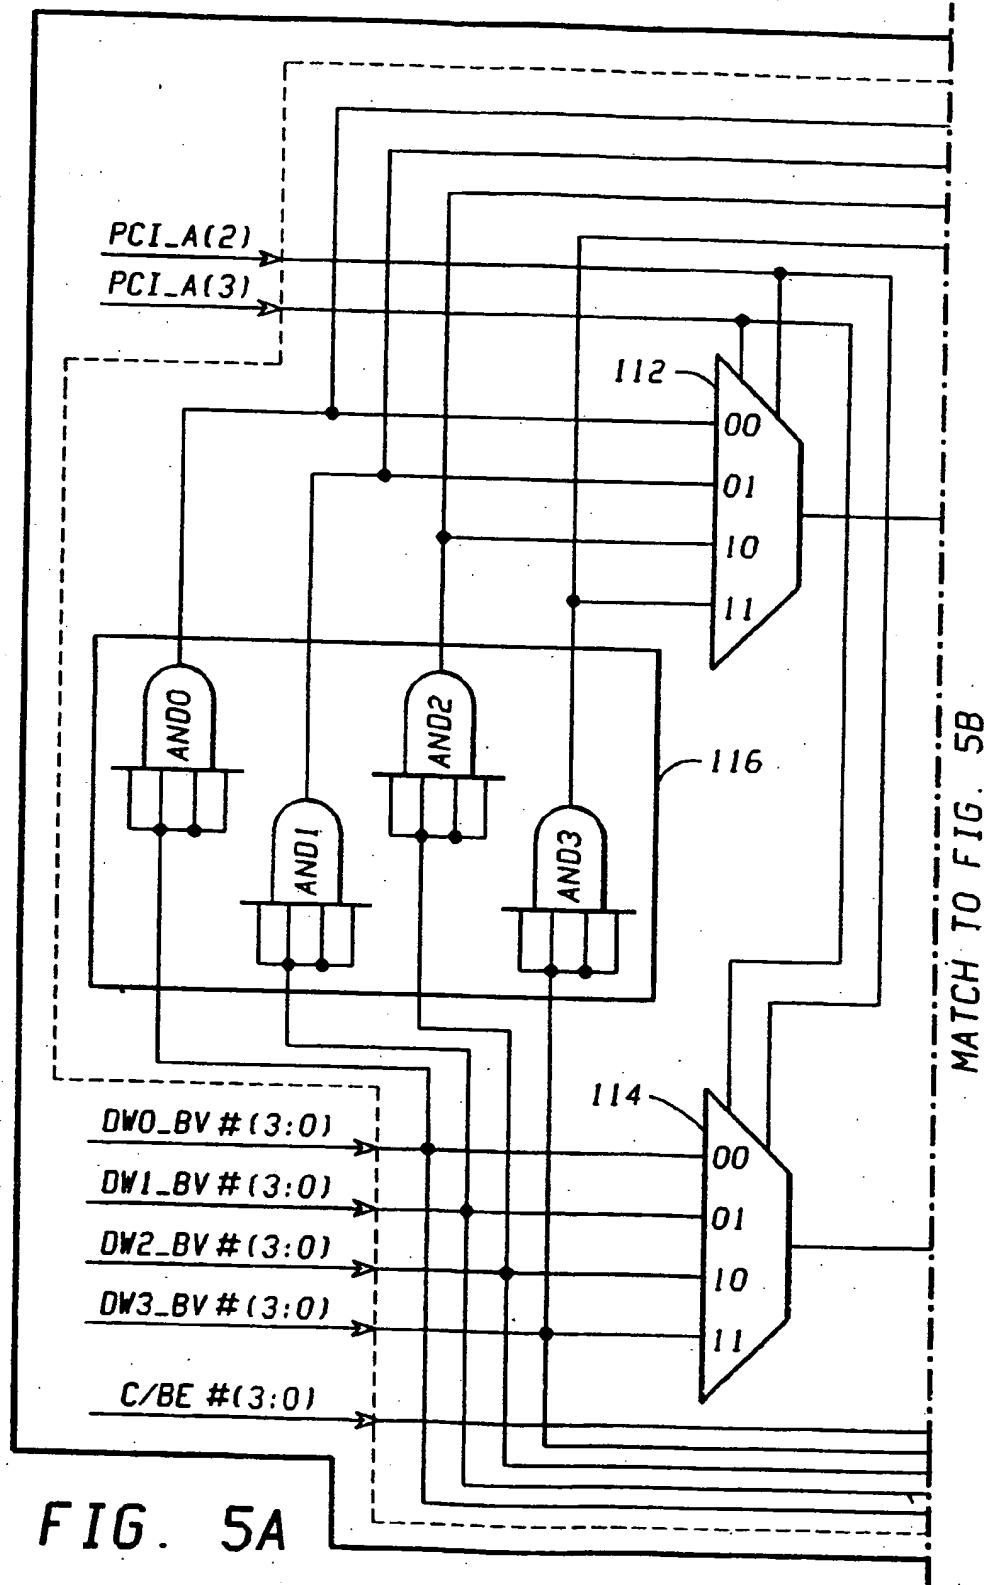 PCI_A(2)
PCI_A(3)
112
00
01
10
11
AND0
AND1
AND2
AND3
116
114
DW0_BV#(3:0)
DW1_BV#(3:0)
DW2_BV#(3:0)
DW3_BV#(3:0)
C/BE#(3:0)
00
01
10
11
MATCH TO FIG. 5B
FIG. 5A